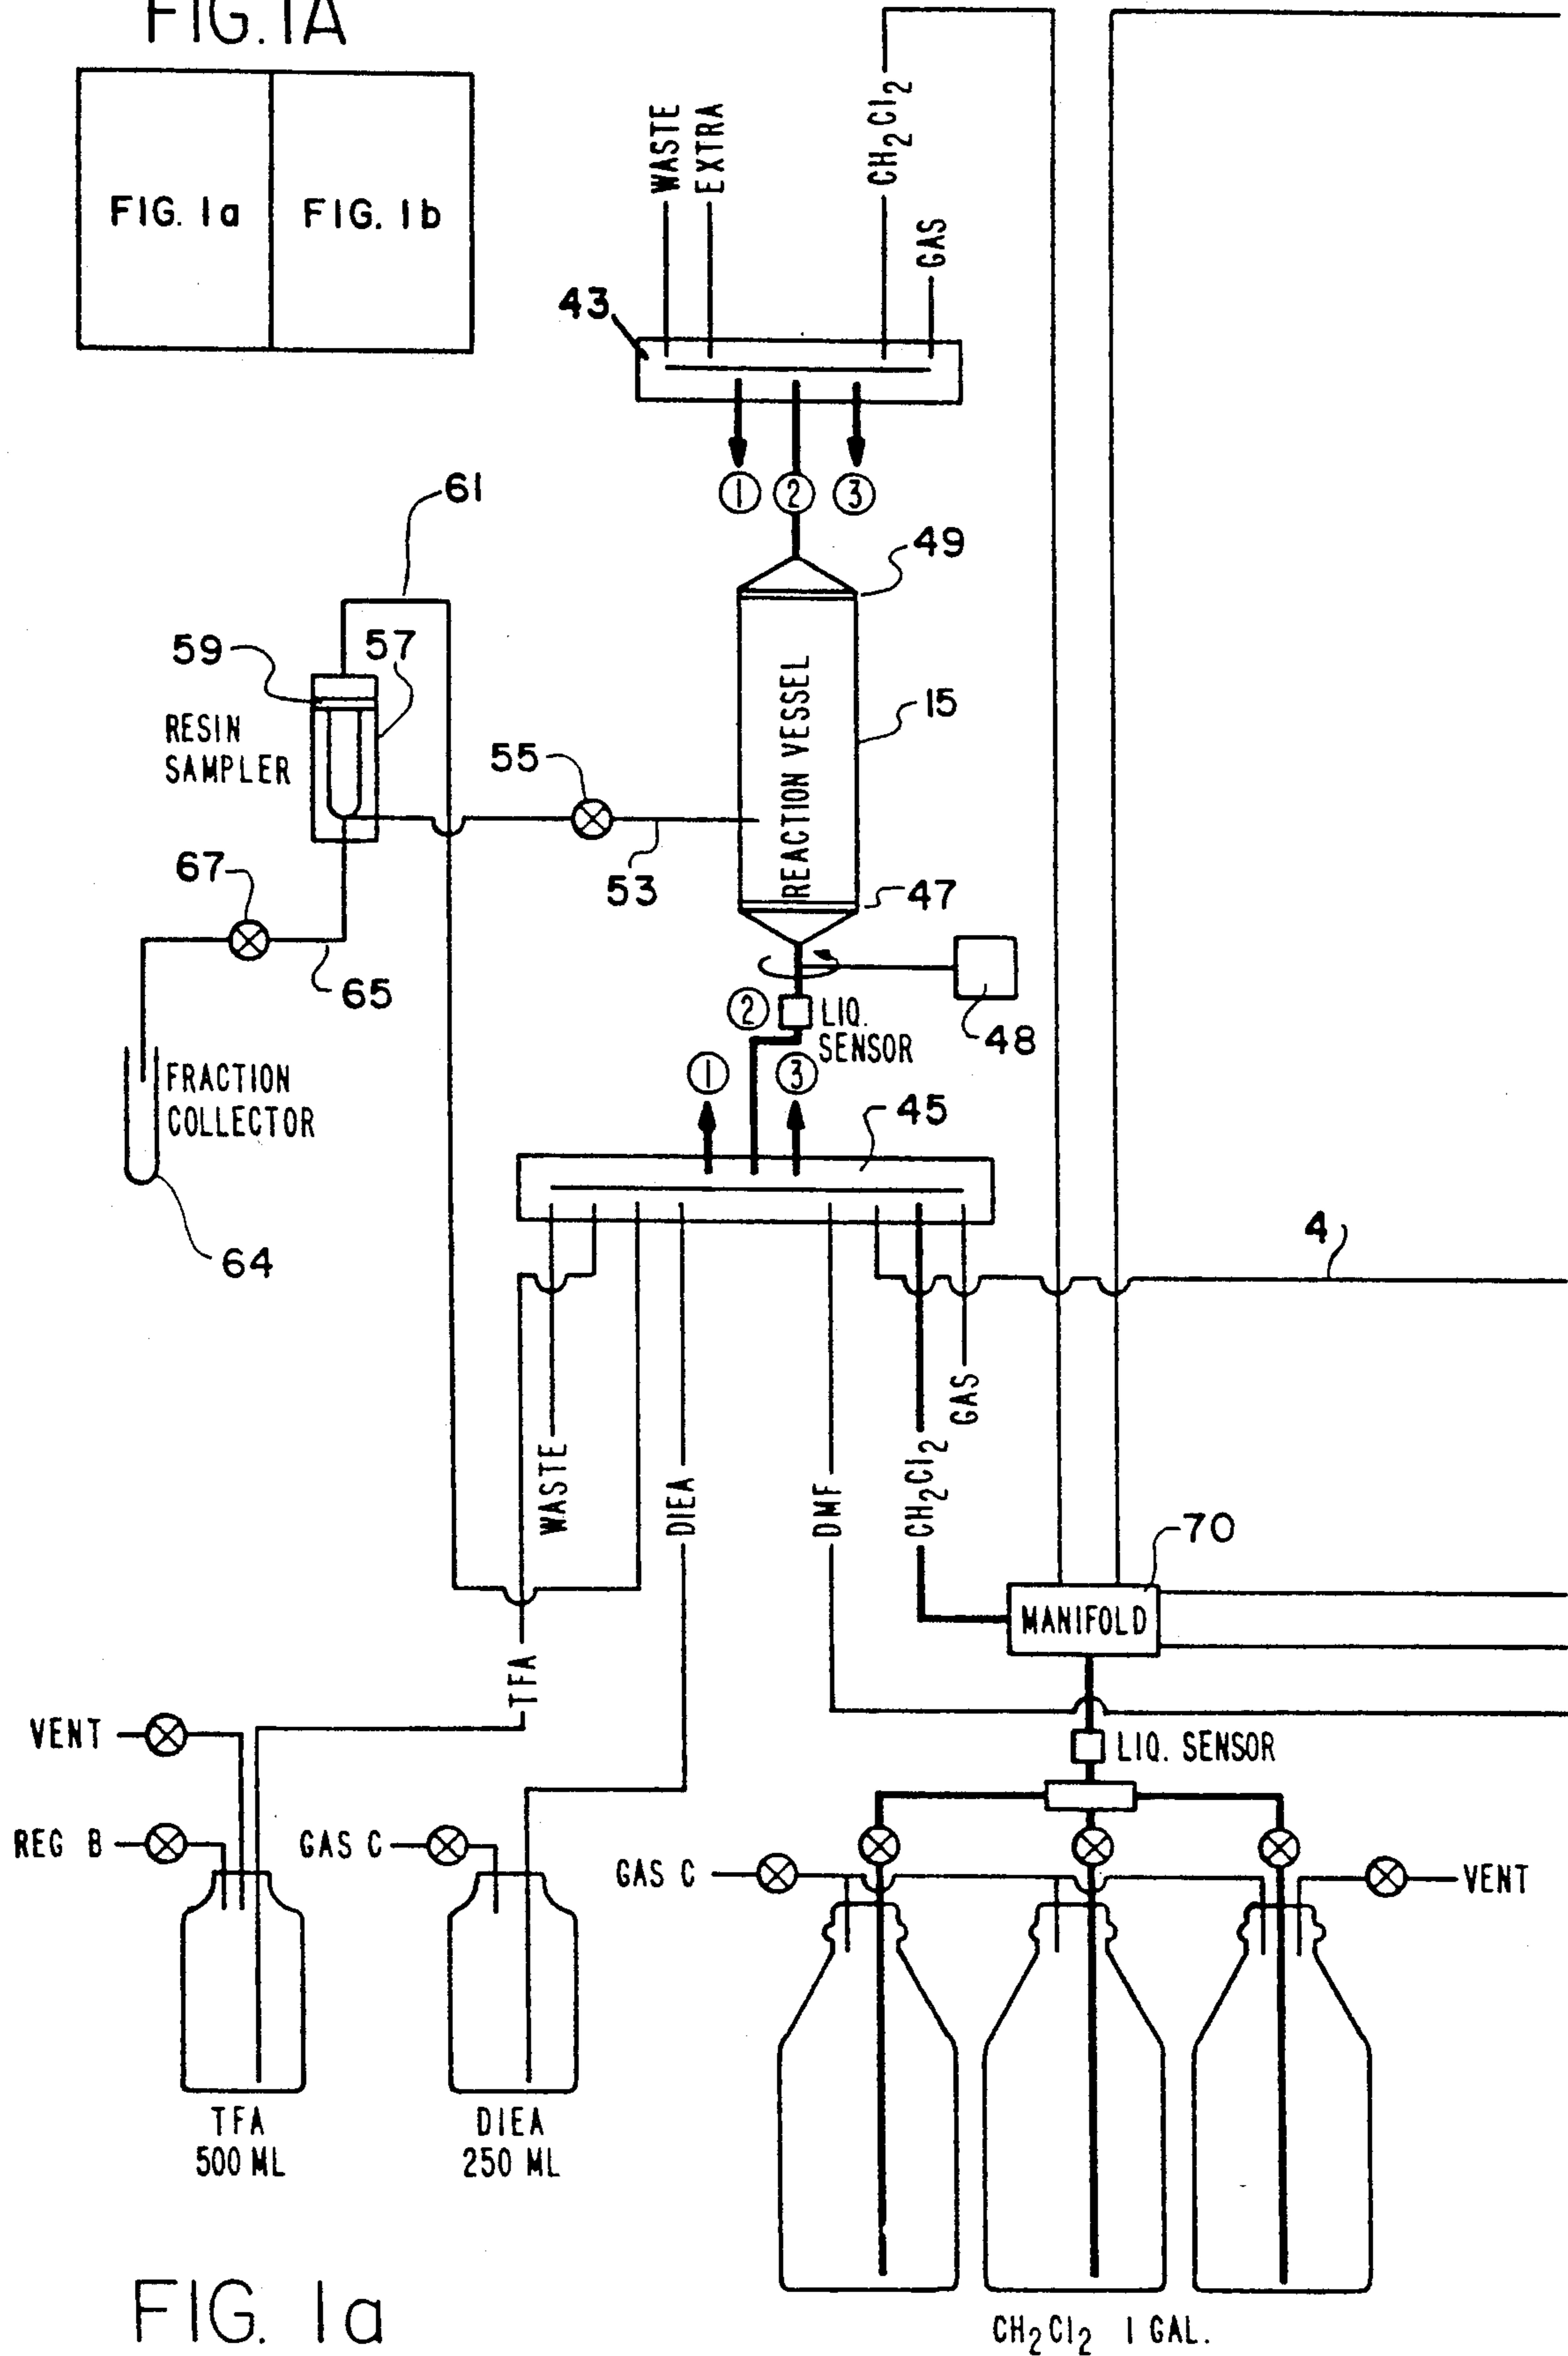 FIG. 1A
FIG. 1a
FIG. 1b
WASTE
EXTRA
CH2Cl2
GAS
43
1
2
3
49
61
59
57
RESIN
SAMPLER
55
15
REACTION VESSEL
53
47
67
65
48
2
LIQ.
SENSOR
1
3
FRACTION
COLLECTOR
45
64
4
WASTE
DIEA
DMF
CH2Cl2
GAS
70
MANIFOLD
TFA
VENT
LIQ. SENSOR
REG B
GAS C
GAS C
VENT
TFA
500 ML
DIEA
250 ML
CH2Cl2 1 GAL.
FIG. 1a